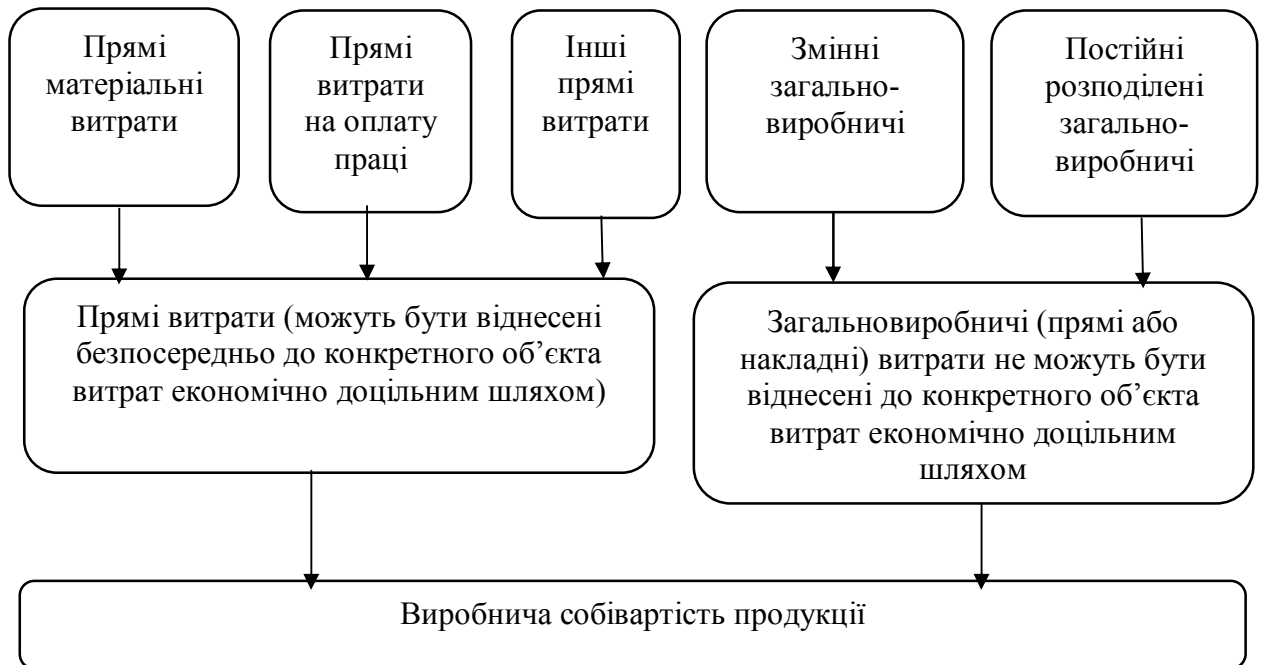 Прямі
матеріальні
витрати
Прямі
витрати
на оплату
праці
Інші
прямі
витрати
Змінні
загально-
виробничі
Постійні
розподілені
загально-
виробничі
Прямі витрати (можуть бути віднесені
безпосередньо до конкретного об’єкта
витрат економічно доцільним шляхом)
Загальновиробничі (прямі або
накладні) витрати не можуть бути
віднесені до конкретного об’єкта
витрат економічно доцільним
шляхом
Виробнича собівартість продукції